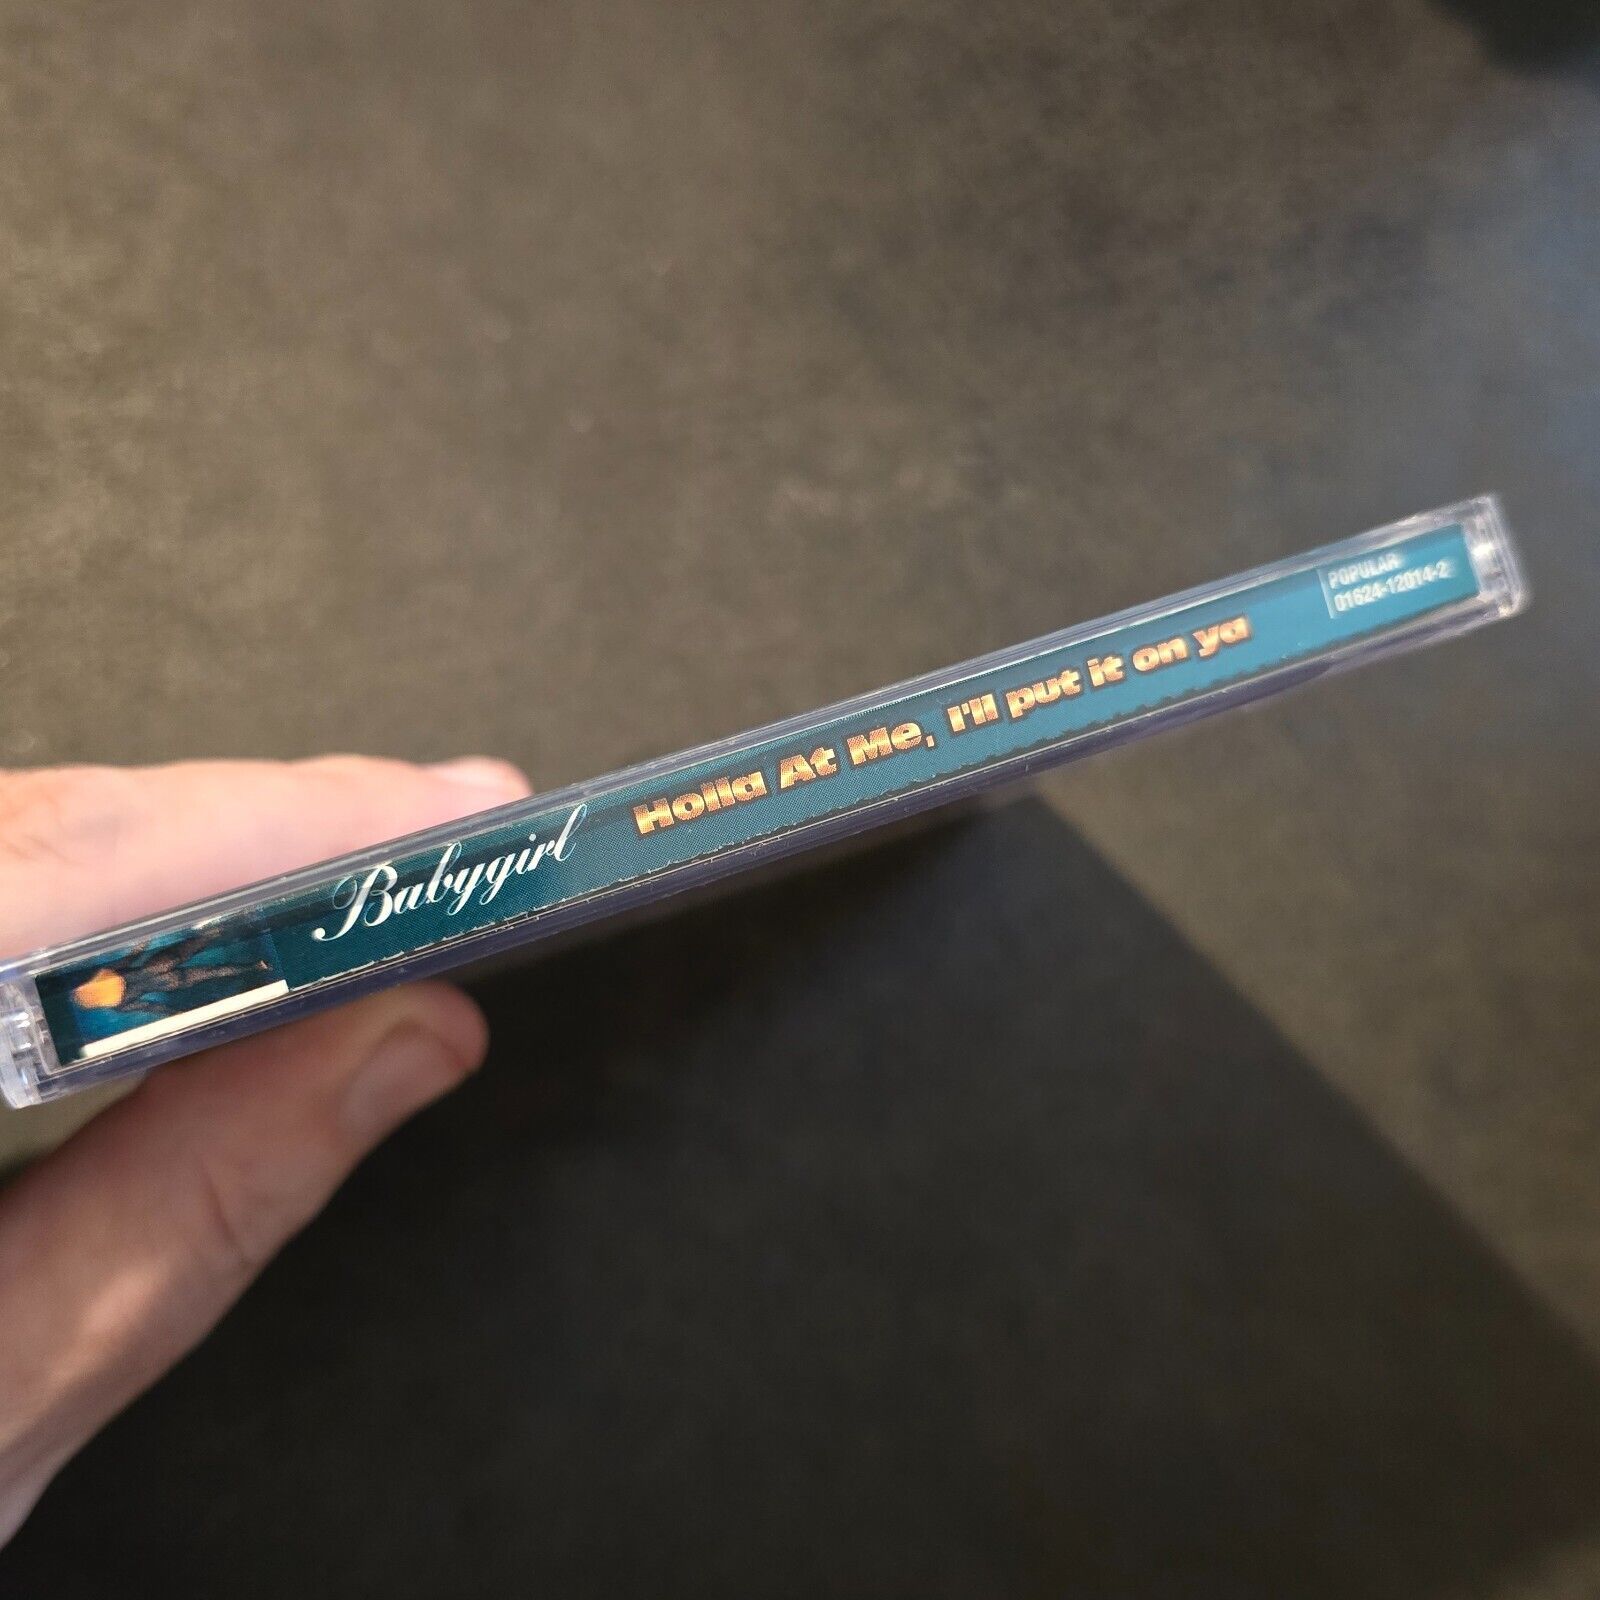 Babygirl
Holla At Me, I'll put it on ya
POPULAR
01624-12014-2